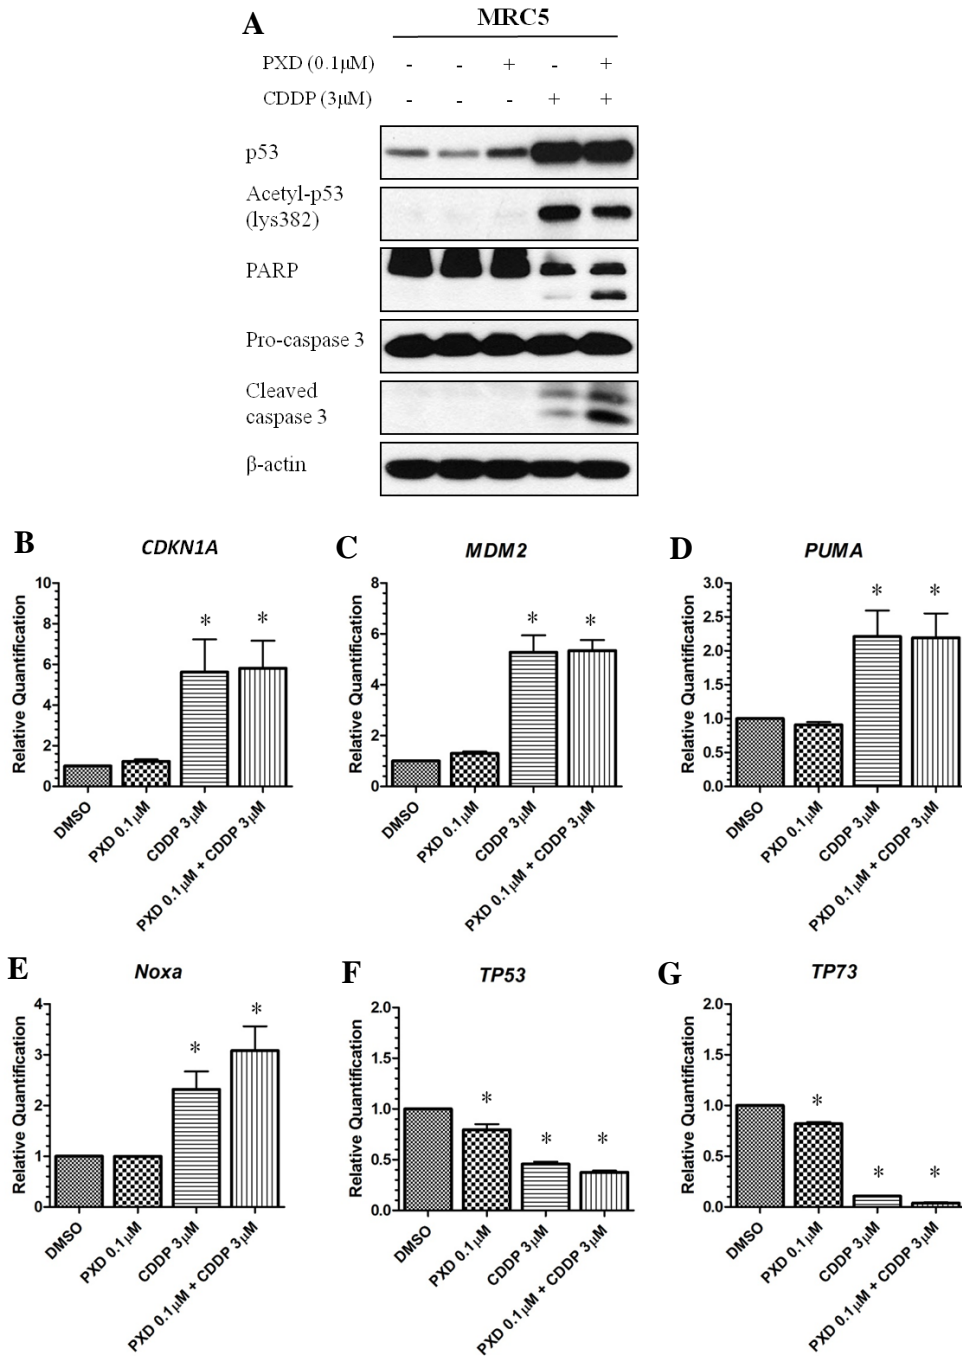 A
MRC5
PXD (0.1μM) - - + - +
CDDP (3μM) - - - + +
p53
Acetyl-p53
(lys382)
PARP
Pro-caspase 3
Cleaved
caspase 3
β-actin
B
CDKN1A
Relative Quantification
10
8
6
4
2
0
DMSO
PXD 0.1μM
CDDP 3μM
PXD 0.1μM + CDDP 3μM
* *
C
MDM2
Relative Quantification
8
6
4
2
0
DMSO
PXD 0.1μM
CDDP 3μM
PXD 0.1μM + CDDP 3μM
* *
D
PUMA
Relative Quantification
3.0
2.5
2.0
1.5
1.0
0.5
0.0
DMSO
PXD 0.1μM
CDDP 3μM
PXD 0.1μM + CDDP 3μM
* *
E
Noxa
Relative Quantification
4
3
2
1
0
DMSO
PXD 0.1μM
CDDP 3μM
PXD 0.1μM + CDDP 3μM
* *
F
TP53
Relative Quantification
2.0
1.5
1.0
0.5
0.0
DMSO
PXD 0.1μM
CDDP 3μM
PXD 0.1μM + CDDP 3μM
* * *
G
TP73
Relative Quantification
2.0
1.5
1.0
0.5
0.0
DMSO
PXD 0.1μM
CDDP 3μM
PXD 0.1μM + CDDP 3μM
* * *